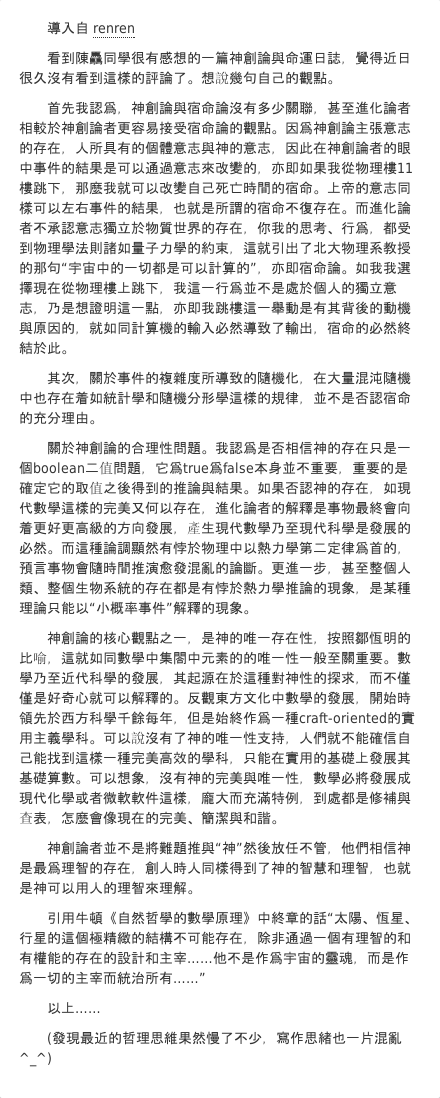 導入自 renren
看到陳驫同學很有感想的一篇神創論與命運日誌，覺得近日
很久沒有看到這樣的評論了。想說幾句自己的觀點。
首先我認爲，神創論與宿命論沒有多少關聯，甚至進化論者
相較於神創論者更容易接受宿命論的觀點。因爲神創論主張意志
的存在，人所具有的個體意志與神的意志，因此在神創論者的眼
中事件的結果是可以通過意志來改變的，亦即如果我從物理樓11
樓跳下，那麼我就可以改變自己死亡時間的宿命。上帝的意志同
樣可以左右事件的結果，也就是所謂的宿命不復存在。而進化論
者不承認意志獨立於物質世界的存在，你我的思考、行爲，都受
到物理學法則諸如量子力學的約束，這就引出了北大物理系教授
的那句“宇宙中的一切都是可以計算的”，亦即宿命論。如我我選
擇現在從物理樓上跳下，我這一行爲並不是處於個人的獨立意
志，乃是想證明這一點，亦即我跳樓這一舉動是有其背後的動機
與原因的，就如同計算機的輸入必然導致了輸出，宿命的必然終
結於此。
其次，關於事件的複雜度所導致的隨機化，在大量混沌隨機
中也存在着如統計學和隨機分形學這樣的規律，並不是否認宿命
的充分理由。
關於神創論的合理性問題。我認爲是否相信神的存在只是一
個boolean二值問題，它爲true爲false本身並不重要，重要的是
確定它的取值之後得到的推論與結果。如果否認神的存在，如現
代數學這樣的完美又何以存在，進化論者的解釋是事物最終會向
着更好更高級的方向發展，產生現代數學乃至現代科學是發展的
必然。而這種論調顯然有悖於物理中以熱力學第二定律爲首的，
預言事物會隨時間推演愈發混亂的論斷。更進一步，甚至整個人
類、整個生物系統的存在都是有悖於熱力學推論的現象，是某種
理論只能以“小概率事件”解釋的現象。
神創論的核心觀點之一，是神的唯一存在性，按照鄒恆明的
比喻，這就如同數學中集閤中元素的的唯一性一般至關重要。數
學乃至近代科學的發展，其起源在於這種對神性的探求，而不僅
僅是好奇心就可以解釋的。反觀東方文化中數學的發展，開始時
領先於西方科學千餘每年，但是始終作爲一種craft-oriented的實
用主義學科。可以說沒有了神的唯一性支持，人們就不能確信自
己能找到這樣一種完美高效的學科，只能在實用的基礎上發展其
基礎算數。可以想象，沒有神的完美與唯一性，數學必將發展成
現代化學或者微軟軟件這樣，龐大而充滿特例，到處都是修補與
查表，怎麼會像現在的完美、簡潔與和諧。
神創論者並不是將難題推與“神”然後放任不管，他們相信神
是最爲理智的存在，創人時人同樣得到了神的智慧和理智，也就
是神可以用人的理智來理解。
引用牛頓《自然哲學的數學原理》中終章的話“太陽、恆星、
行星的這個極精緻的結構不可能存在，除非通過一個有理智的和
有權能的存在的設計和主宰……他不是作爲宇宙的靈魂，而是作
爲一切的主宰而統治所有……”
以上……
(發現最近的哲理思維果然慢了不少，寫作思緒也一片混亂
^_^)